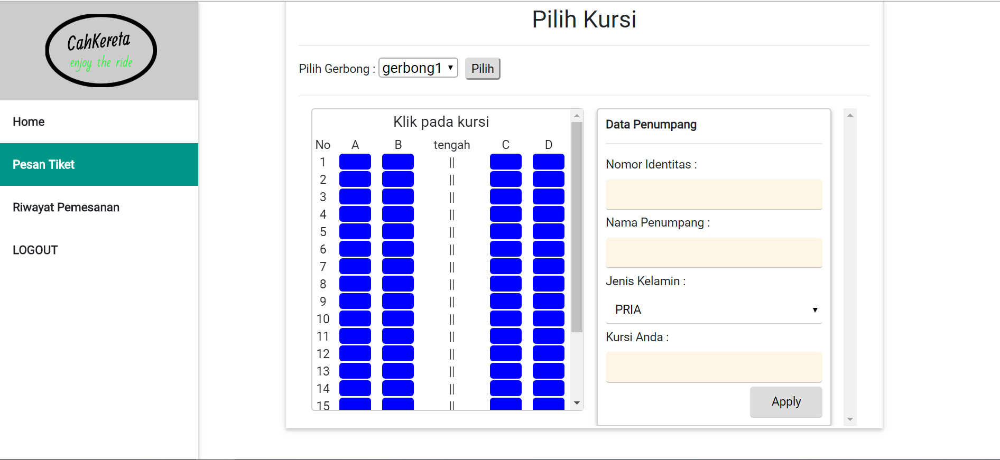 CahKereta
enjoy the ride
Home
Pesan Tiket
Riwayat Pemesanan
LOGOUT
Pilih Kursi
Pilih Gerbong : gerbong1 Pilih
Klik pada kursi
No A B tengah C D
1 ||
2 ||
3 ||
4 ||
5 ||
6 ||
7 ||
8 ||
9 ||
10 ||
11 ||
12 ||
13 ||
14 ||
15 ||
Data Penumpang
Nomor Identitas :
Nama Penumpang :
Jenis Kelamin :
PRIA
Kursi Anda :
Apply